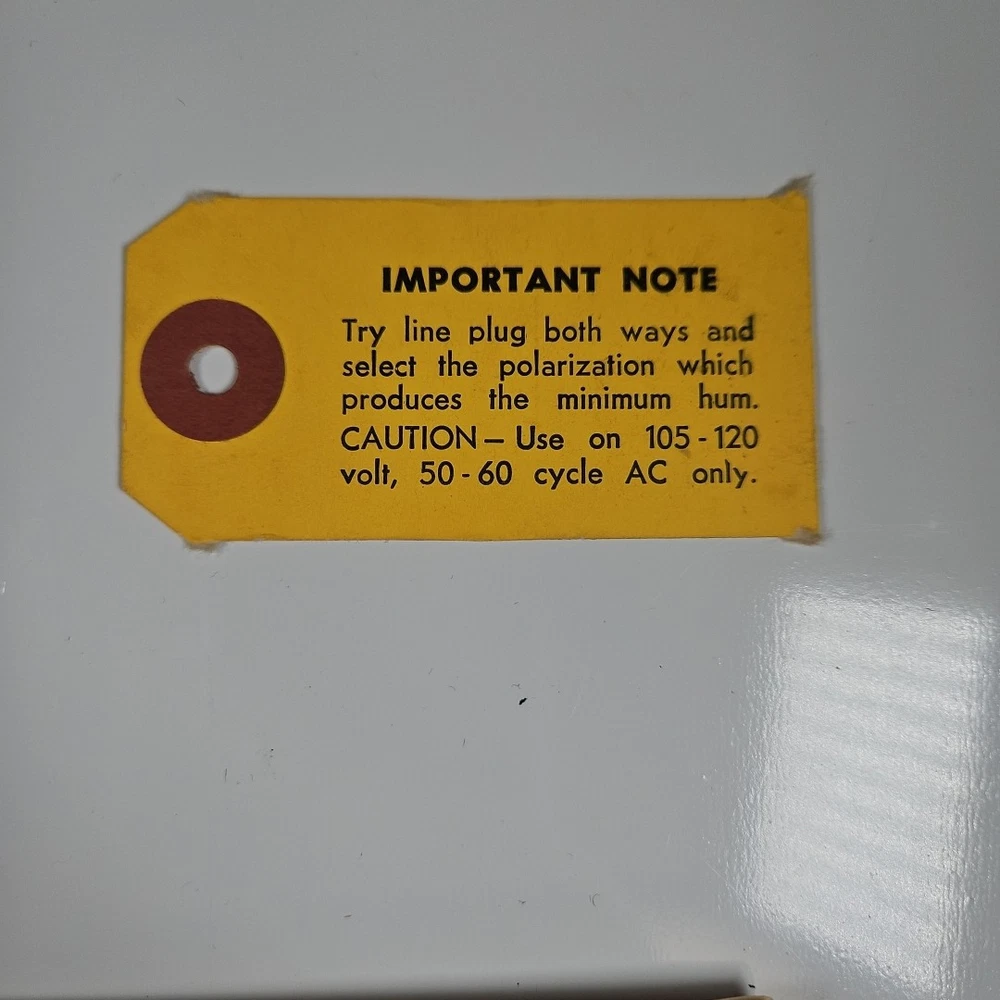 IMPORTANT NOTE
Try line plug both ways and
select the polarization which
produces the minimum hum.
CAUTION – Use on 105 - 120
volt, 50 - 60 cycle AC only.